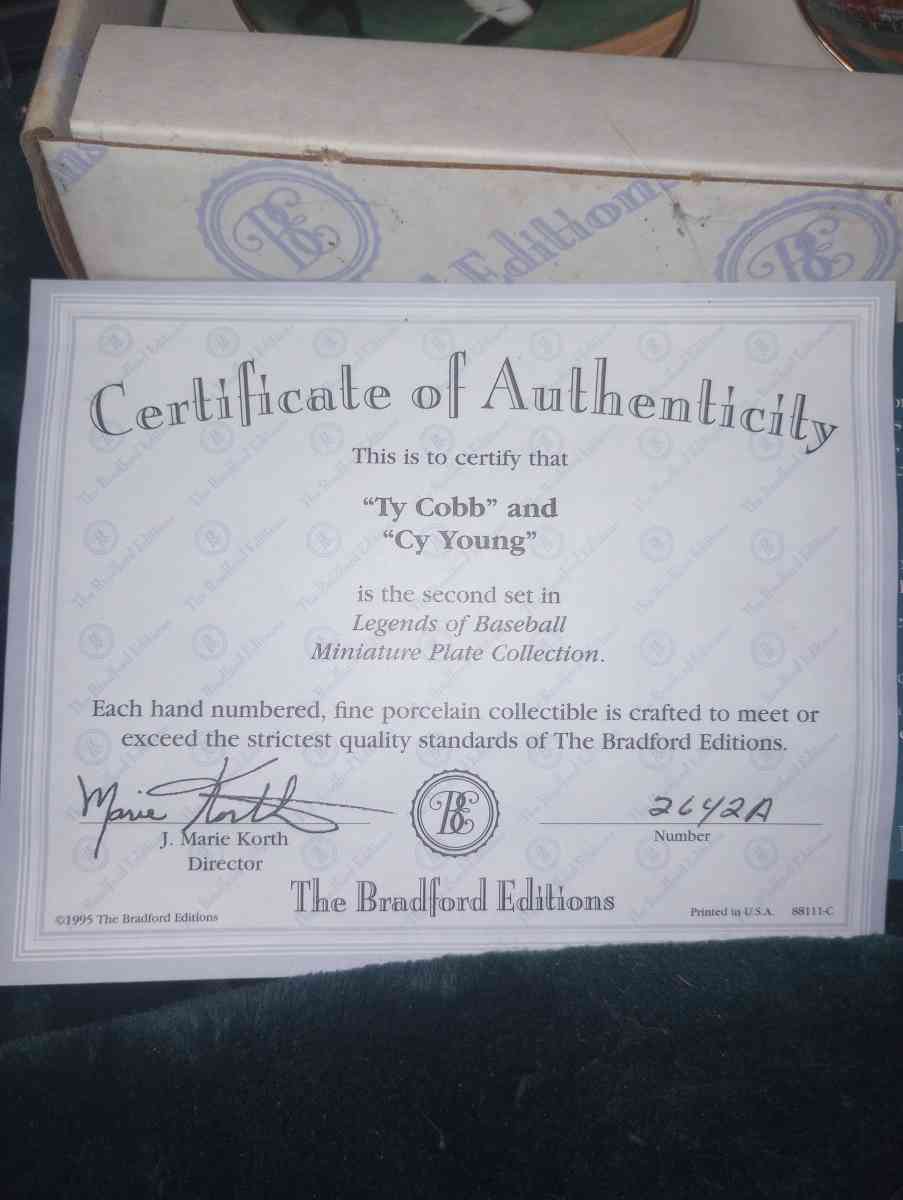 Editions
Certificate of Authenticity
This is to certify that
“Ty Cobb” and
“Cy Young”
is the second set in
Legends of Baseball
Miniature Plate Collection.
Each hand numbered, fine porcelain collectible is crafted to meet or
exceed the strictest quality standards of The Bradford Editions.
Marie Korth
BE
2642A
J. Marie Korth
Number
Director
The Bradford Editions
©1995 The Bradford Editions
Printed in U.S.A. 88111-C